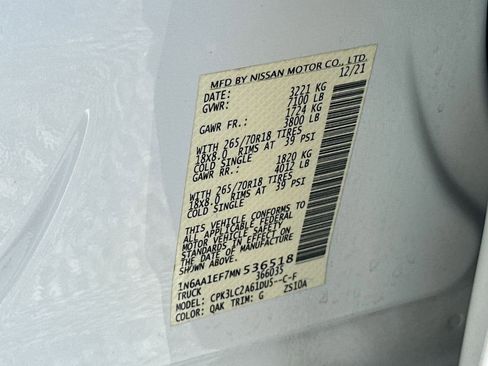 MFD BY NISSAN MOTOR CO., LTD.
DATE: 12/21
GVWR: 3221 KG
7100 LB
GAWR FR.: 1724 KG
3800 LB
WITH 265/70R18 TIRES
18X8.0 RIMS AT 39 PSI
COLD SINGLE
GAWR RR.: 1820 KG
4012 LB
WITH 265/70R18 TIRES
18X8.0 RIMS AT 39 PSI
COLD SINGLE
THIS VEHICLE CONFORMS TO
ALL APPLICABLE FEDERAL
MOTOR VEHICLE SAFETY
STANDARDS IN EFFECT ON
THE DATE OF MANUFACTURE
SHOWN ABOVE.
1N6AA1EF7MN536518
TRUCK 366035
MODEL: CPK3LC2A61DU5--C-F
COLOR: QAK TRIM: G ZS10A